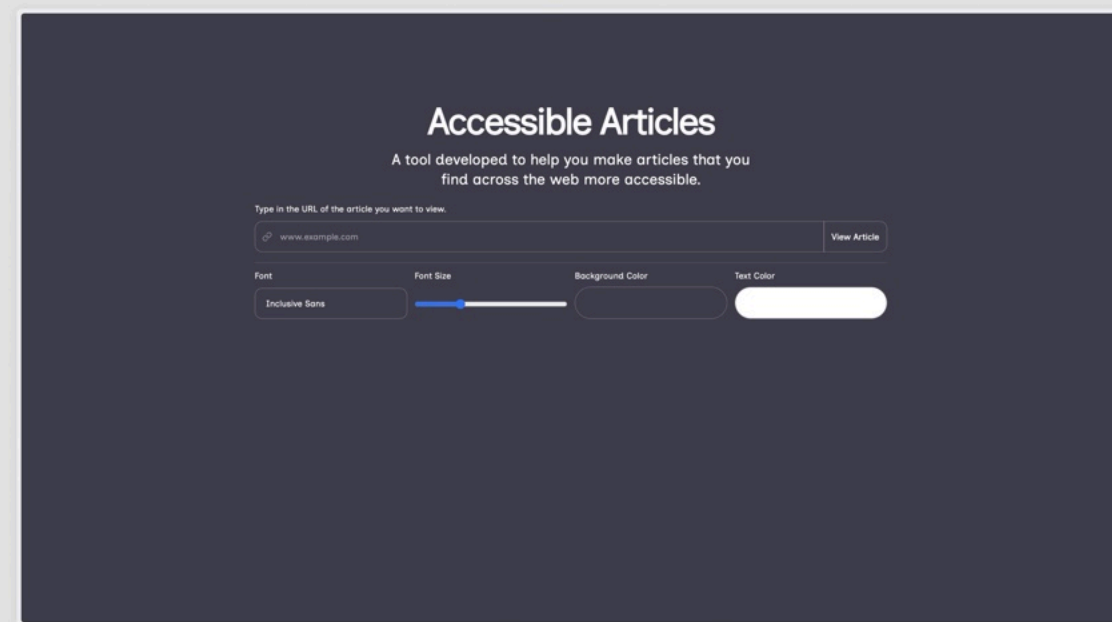 Accessible Articles
A tool developed to help you make articles that you
find across the web more accessible.
Type in the URL of the article you want to view.
www.example.com
View Article
Font
Font Size
Background Color
Text Color
Inclusive Sans